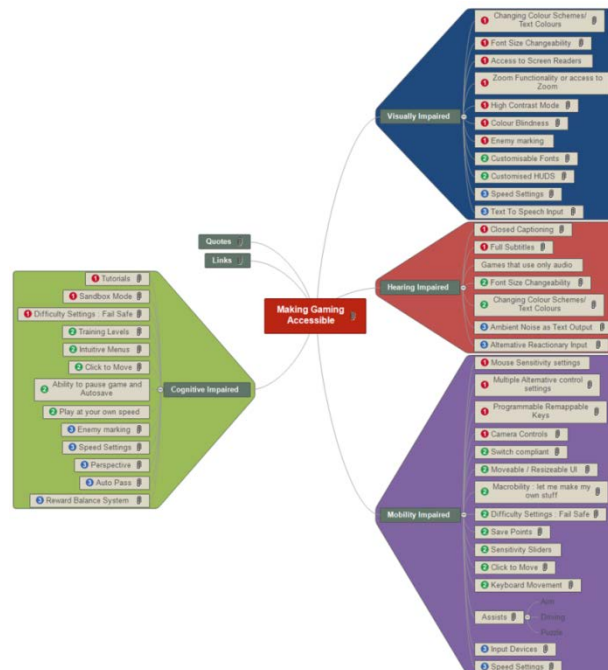 Making Gaming
Accessible
Quotes
Links
Visually Impaired
1 Changing Colour Schemes/
Text Colours
1 Font Size Changeability
1 Access to Screen Readers
1 Zoom Functionality or access to
Zoom
1 High Contrast Mode
1 Colour Blindness
1 Enemy marking
2 Customisable Fonts
2 Customised HUDS
3 Speed Settings
3 Text To Speech Input
Hearing Impaired
1 Closed Captioning
1 Full Subtitles
Games that use only audio
2 Font Size Changeability
2 Changing Colour Schemes/
Text Colours
3 Ambient Noise as Text Output
3 Alternative Reactionary Input
Mobility Impaired
1 Mouse Sensitivity settings
1 Multiple Alternative control
settings
1 Programmable Remappable
Keys
1 Camera Controls
2 Switch compliant
2 Moveable / Resizeable UI
2 Macrobility : let me make my
own stuff
2 Difficulty Settings : Fail Safe
2 Save Points
2 Sensitivity Sliders
2 Click to Move
2 Keyboard Movement
Assists
Aim
Driving
Puzzle
3 Input Devices
3 Speed Settings
Cognitive Impaired
1 Tutorials
1 Sandbox Mode
1 Difficulty Settings : Fail Safe
2 Training Levels
2 Intuitive Menus
2 Click to Move
2 Ability to pause game and
Autosave
2 Play at your own speed
3 Enemy marking
3 Speed Settings
3 Perspective
3 Auto Pass
3 Reward Balance System